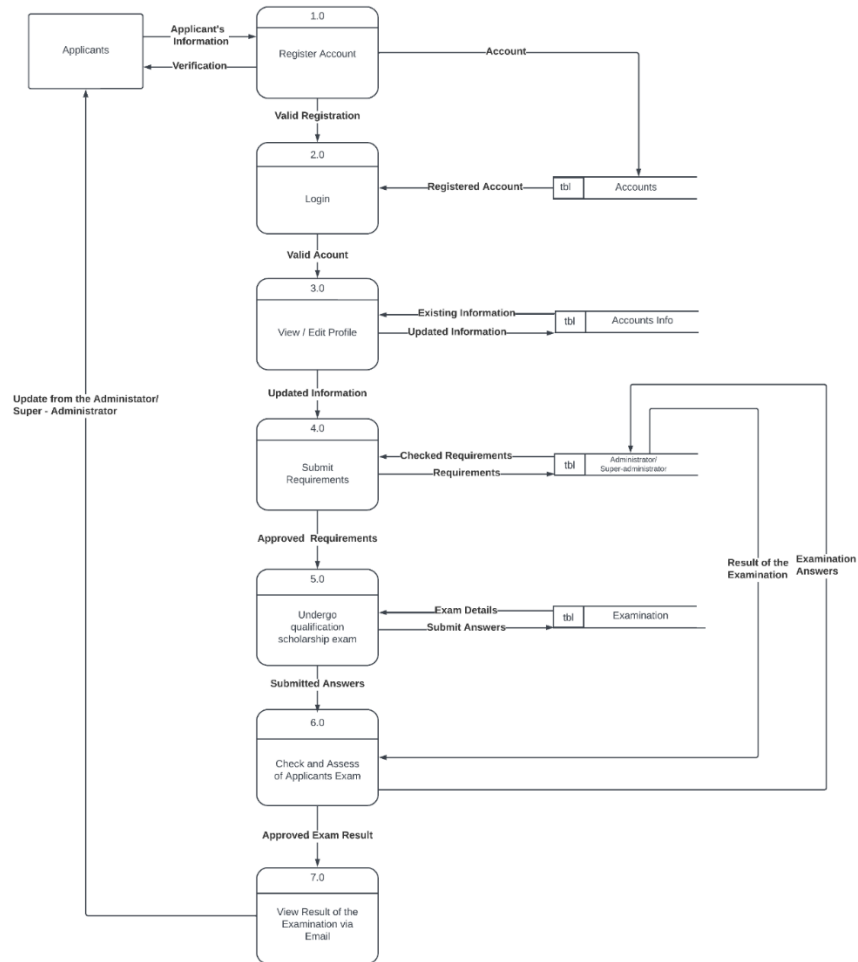 1.0
Applicants
Applicant's
Information
Verification
Register Account
Account
Valid Registration
2.0
Login
Registered Account
tbl
Accounts
Valid Acount
3.0
View / Edit Profile
Existing Information
Updated Information
tbl
Accounts Info
Updated Information
Update from the Administator/
Super - Administrator
4.0
Submit
Requirements
Checked Requirements
Requirements
tbl
Administrator/
Super-administrator
Approved Requirements
5.0
Undergo
qualification
scholarship exam
Exam Details
Submit Answers
tbl
Examination
Result of the
Examination
Examination
Answers
Submitted Answers
6.0
Check and Assess
of Applicants Exam
Approved Exam Result
7.0
View Result of the
Examination via
Email